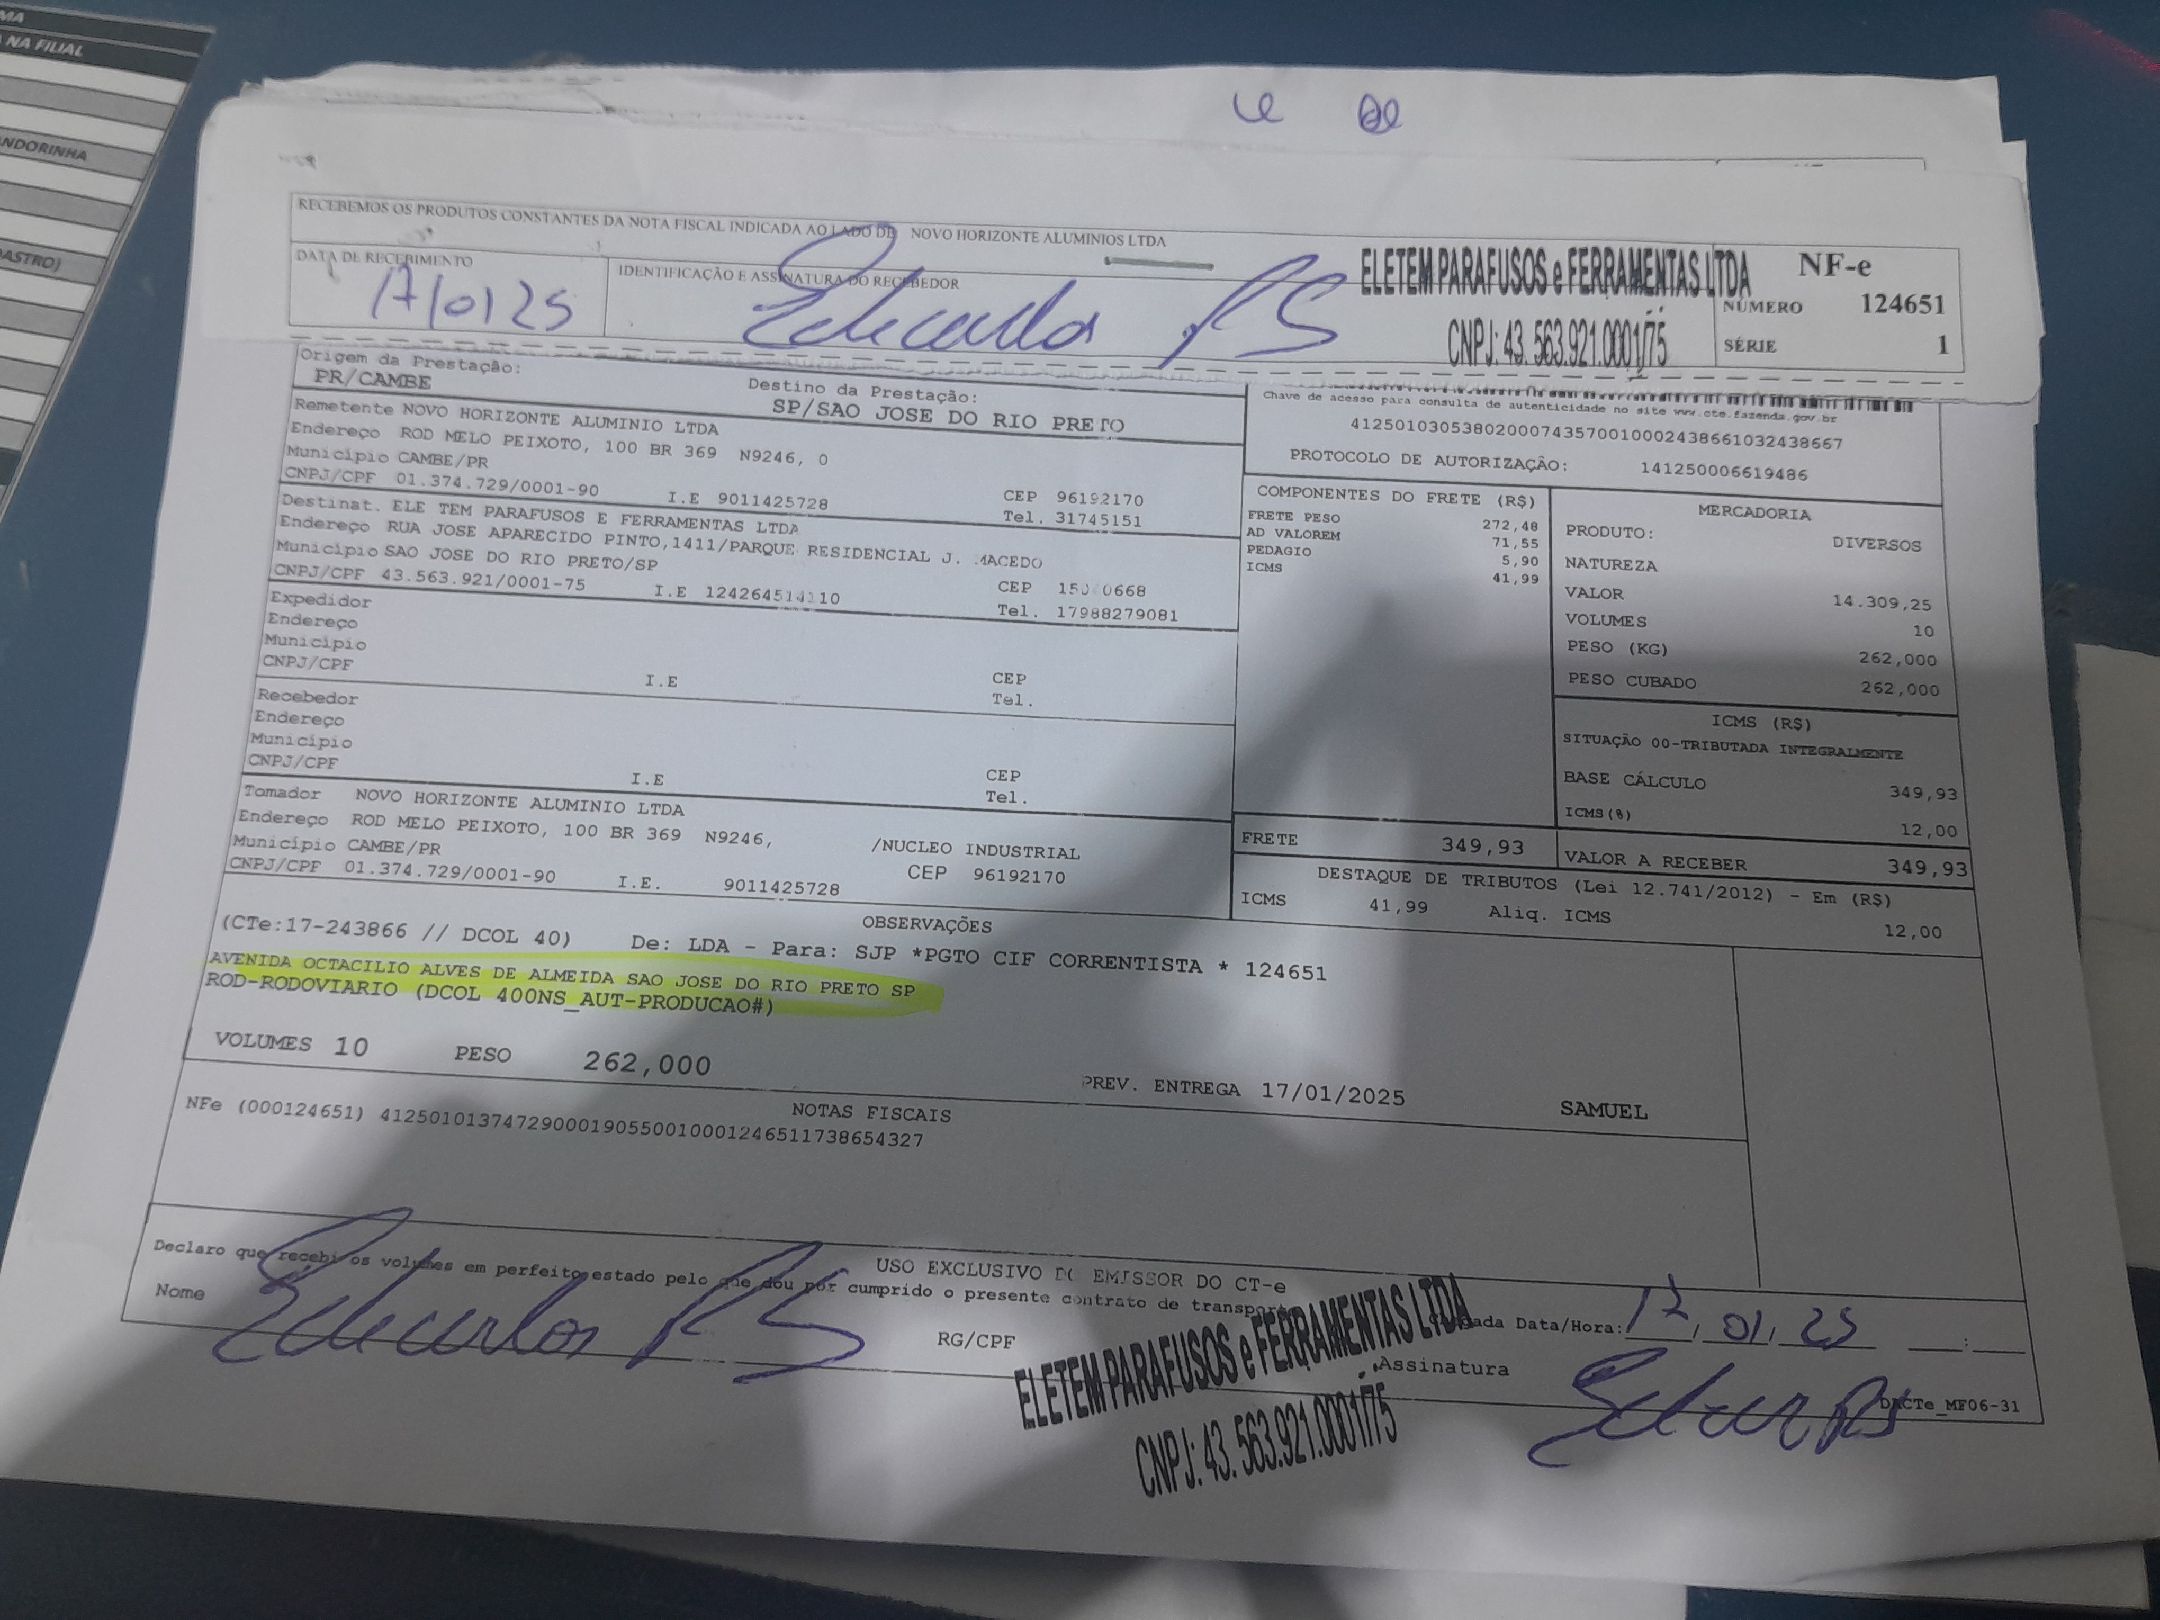 MA
NA FILIAL
NDORINHA
ASTRO)
RECEBEMOS OS PRODUTOS CONSTANTES DA NOTA FISCAL INDICADA AO LADO DE NOVO HORIZONTE ALUMINIOS LTDA
DATA DE RECEBIMENTO
17/01/25
IDENTIFICAÇÃO E ASSINATURA DO RECEBEDOR
Edicarlos RS
ELETEM PARAFUSOS e FERRAMENTAS LTDA
CNPJ: 43.563.921.0001/75
NF-e
NÚMERO 124651
SÉRIE 1
Origem da Prestação:
PR/CAMBE
Destino da Prestação:
SP/SAO JOSE DO RIO PRETO
Remetente NOVO HORIZONTE ALUMINIO LTDA
Endereço ROD MELO PEIXOTO, 100 BR 369 N9246, 0
Município CAMBE/PR
CEP 96192170
CNPJ/CPF 01.374.729/0001-90 I.E 9011425728
Tel. 31745151
Destinat. ELE TEM PARAFUSOS E FERRAMENTAS LTDA
Endereço RUA JOSE APARECIDO PINTO,1411/PARQUE RESIDENCIAL J. MACEDO
Município SAO JOSE DO RIO PRETO/SP
CEP
CNPJ/CPF 43.563.921/0001-75 I.E
Tel. 17988279081
Expedidor
Endereço
Município
CEP
CNPJ/CPF I.E
Tel.
Recebedor
Endereço
Município
CEP
CNPJ/CPF I.E
Tel.
Tomador NOVO HORIZONTE ALUMINIO LTDA
Endereço ROD MELO PEIXOTO, 100 BR 369 N9246, /NUCLEO INDUSTRIAL
Município CAMBE/PR CEP 96192170
CNPJ/CPF 01.374.729/0001-90 I.E. 9011425728
Chave de acesso para consulta de autenticidade no site www.cte.fazenda.gov.br
41250103053802000743570010002438661032438667
PROTOCOLO DE AUTORIZAÇÃO: 141250006619486
COMPONENTES DO FRETE (R$)
FRETE PESO 272,48
AD VALOREM 71,55
PEDAGIO 5,90
ICMS 41,99
MERCADORIA
PRODUTO: DIVERSOS
NATUREZA
VALOR 14.309,25
VOLUMES 10
PESO (KG) 262,000
PESO CUBADO 262,000
ICMS (R$)
SITUAÇÃO 00-TRIBUTADA INTEGRALMENTE
BASE CÁLCULO 349,93
ICMS(%) 12,00
FRETE 349,93
VALOR A RECEBER 349,93
DESTAQUE DE TRIBUTOS (Lei 12.741/2012) - Em (R$)
ICMS 41,99 Aliq. ICMS 12,00
OBSERVAÇÕES
(CTe:17-243866 // DCOL 40) De: LDA - Para: SJP *PGTO CIF CORRENTISTA * 124651
AVENIDA OCTACILIO ALVES DE ALMEIDA SAO JOSE DO RIO PRETO SP
ROD-RODOVIARIO (DCOL 400NS_AUT-PRODUCAO#)
VOLUMES 10 PESO 262,000
PREV. ENTREGA 17/01/2025 SAMUEL
NOTAS FISCAIS
NFe (000124651) 41250101374729000190550010001246511738654327
USO EXCLUSIVO DO EMISSOR DO CT-e
Declaro que recebi os volumes em perfeito estado pelo que dou por cumprido o presente contrato de transporte
Nome Edicarlos RS
RG/CPF
ELETEM PARAFUSOS e FERRAMENTAS LTDA
CNPJ: 43.563.921.0001/75
Data/Hora: 17/01/25
Assinatura
DACTe_MF06-31